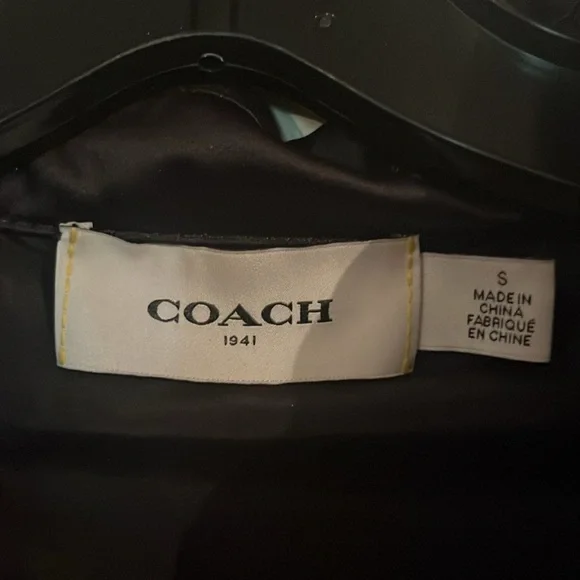 COACH
1941
S
MADE IN
CHINA
FABRIQUÉ
EN CHINE